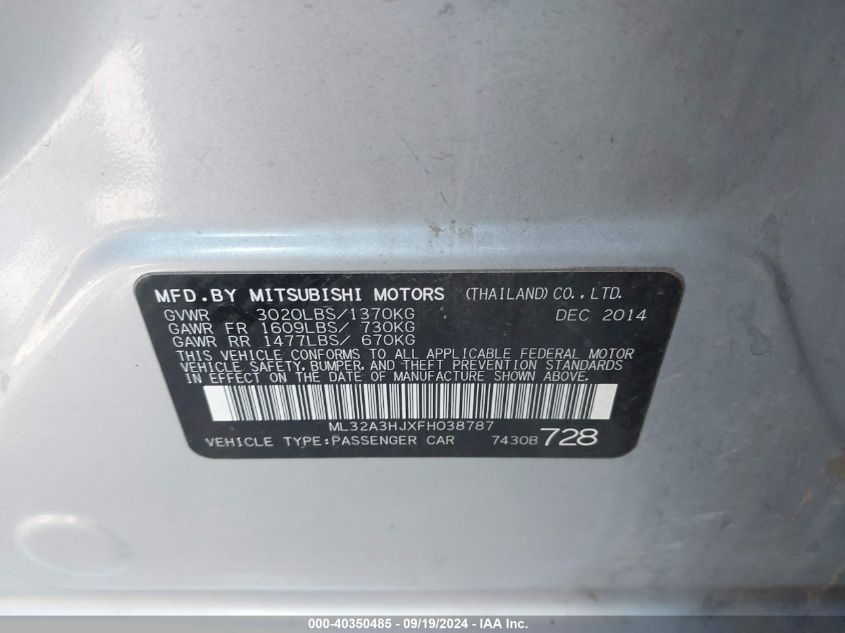 MFD.BY MITSUBISHI MOTORS (THAILAND)CO.,LTD.
GVWR 3020LBS/1370KG DEC 2014
GAWR FR 1609LBS/ 730KG
GAWR RR 1477LBS/ 670KG
THIS VEHICLE CONFORMS TO ALL APPLICABLE FEDERAL MOTOR
VEHICLE SAFETY, BUMPER, AND THEFT PREVENTION STANDARDS
IN EFFECT ON THE DATE OF MANUFACTURE SHOWN ABOVE.
ML32A3HJXFH038787
VEHICLE TYPE:PASSENGER CAR 7430B 728
000-40350485 - 09/19/2024 - IAA Inc.